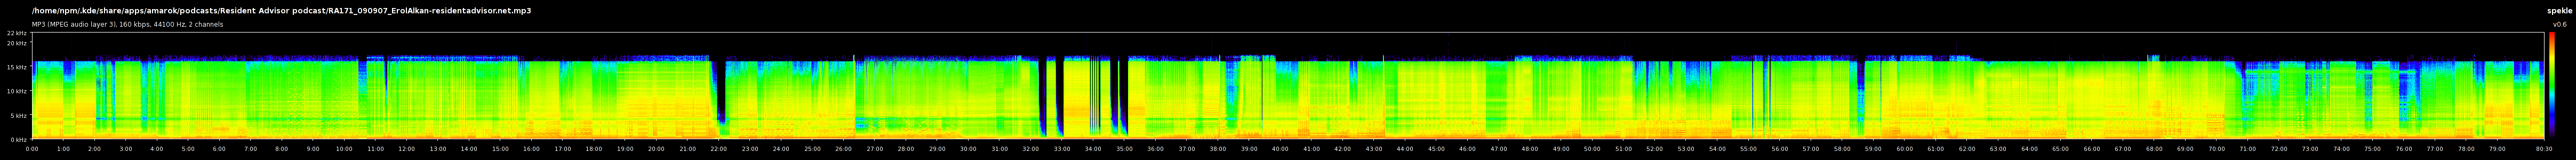 /home/npm/.kde/share/apps/amarok/podcasts/Resident Advisor podcast/RA171_090907_ErolAlkan-residentadvisor.net.mp3
spekle
MP3 (MPEG audio layer 3), 160 kbps, 44100 Hz, 2 channels
v0.6
22 kHz
20 kHz
15 kHz
10 kHz
5 kHz
0 kHz
0:00 1:00 2:00 3:00 4:00 5:00 6:00 7:00 8:00 9:00 10:00 11:00 12:00 13:00 14:00 15:00 16:00 17:00 18:00 19:00 20:00 21:00 22:00 23:00 24:00 25:00 26:00 27:00 28:00 29:00 30:00 31:00 32:00 33:00 34:00 35:00 36:00 37:00 38:00 39:00 40:00 41:00 42:00 43:00 44:00 45:00 46:00 47:00 48:00 49:00 50:00 51:00 52:00 53:00 54:00 55:00 56:00 57:00 58:00 59:00 60:00 61:00 62:00 63:00 64:00 65:00 66:00 67:00 68:00 69:00 70:00 71:00 72:00 73:00 74:00 75:00 76:00 77:00 78:00 79:00 80:30